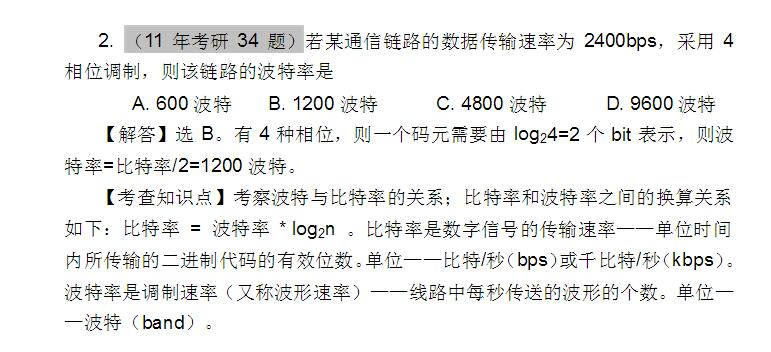 2. （11 年考研 34 题）若某通信链路的数据传输速率为 2400bps，采用 4
相位调制，则该链路的波特率是
A. 600 波特 B. 1200 波特 C. 4800 波特 D. 9600 波特
【解答】选 B。有 4 种相位，则一个码元需要由 log₂4=2 个 bit 表示，则波
特率=比特率/2=1200 波特。
【考查知识点】考察波特与比特率的关系；比特率和波特率之间的换算关系
如下：比特率 = 波特率 * log₂n 。比特率是数字信号的传输速率——单位时间
内所传输的二进制代码的有效位数。单位——比特/秒（bps）或千比特/秒（kbps）。
波特率是调制速率（又称波形速率）——线路中每秒传送的波形的个数。单位—
—波特（band）。